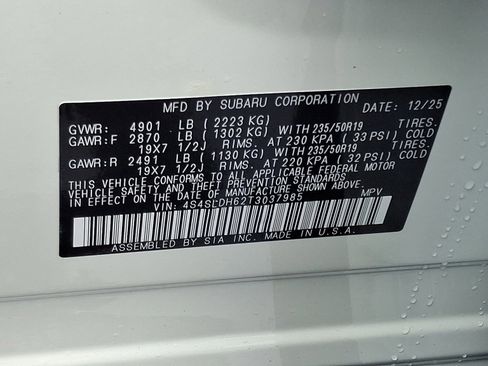 MFD BY SUBARU CORPORATION DATE: 12/25
GVWR: 4901 LB (2223 KG)
GAWR:F 2870 LB (1302 KG) WITH 235/50R19 TIRES.
19X7 1/2J RIMS. AT 230 KPA (33 PSI) COLD
GAWR:R 2491 LB (1130 KG) WITH 235/50R19 TIRES.
19X7 1/2J RIMS. AT 220 KPA (32 PSI) COLD
THIS VEHICLE CONFORMS TO ALL APPLICABLE FEDERAL MOTOR
VEHICLE SAFETY AND THEFT PREVENTION STANDARDS
IN EFFECT ON THE DATE OF MANUFACTURE SHOWN ABOVE.
VIN: 4S4SLDH62T3037985 MPV
ASSEMBLED BY SIA INC. MADE IN U.S.A.